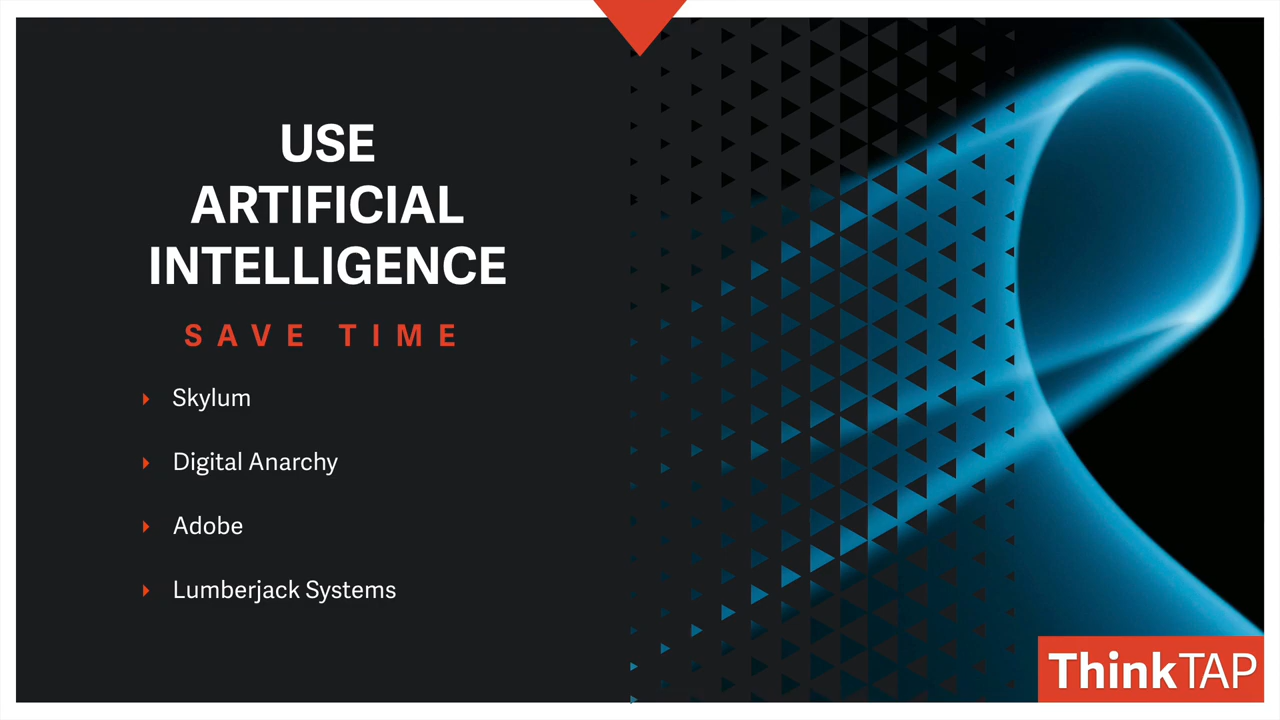 USE
ARTIFICIAL
INTELLIGENCE
SAVE TIME
Skylum
Digital Anarchy
Adobe
Lumberjack Systems
ThinkTAP